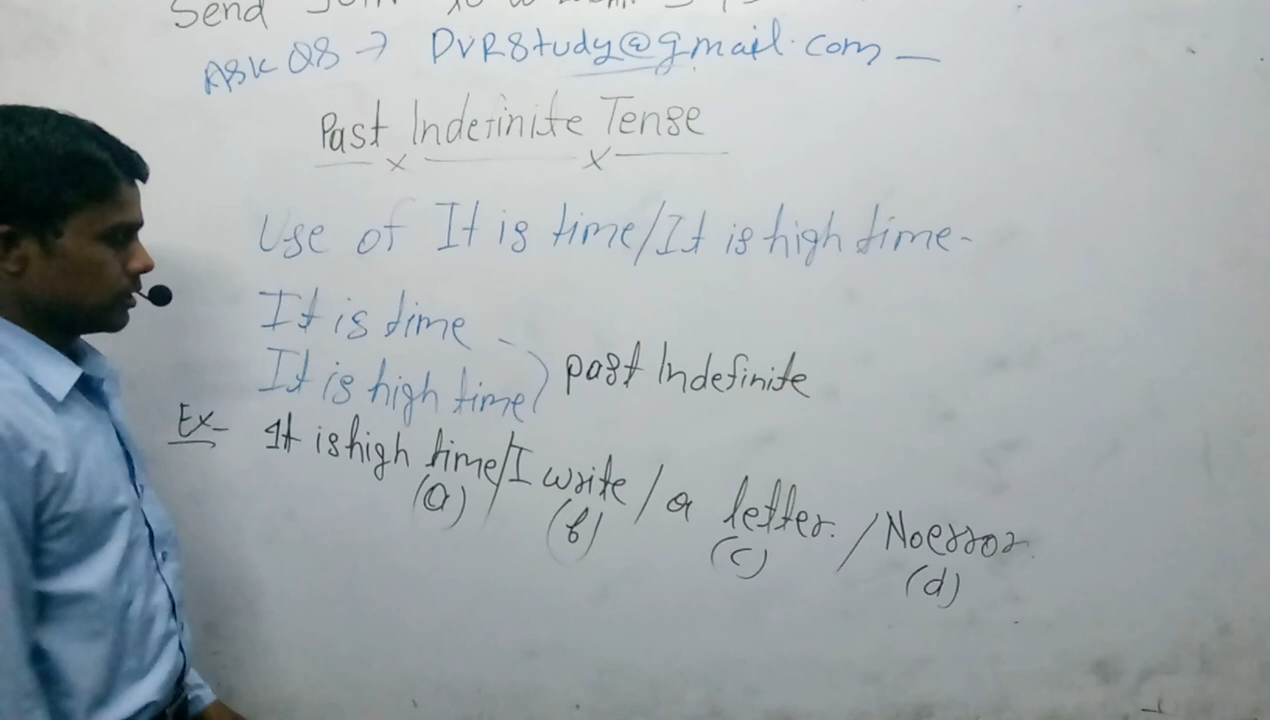 Send
Ask Qs → DVRStudy@gmail.com
Past Indefinite Tense
Use of It is time/It is high time-
It is time
It is high time) past Indefinite
Ex- It is high time/I write/a letter./No error
(a) (b) (c) (d)